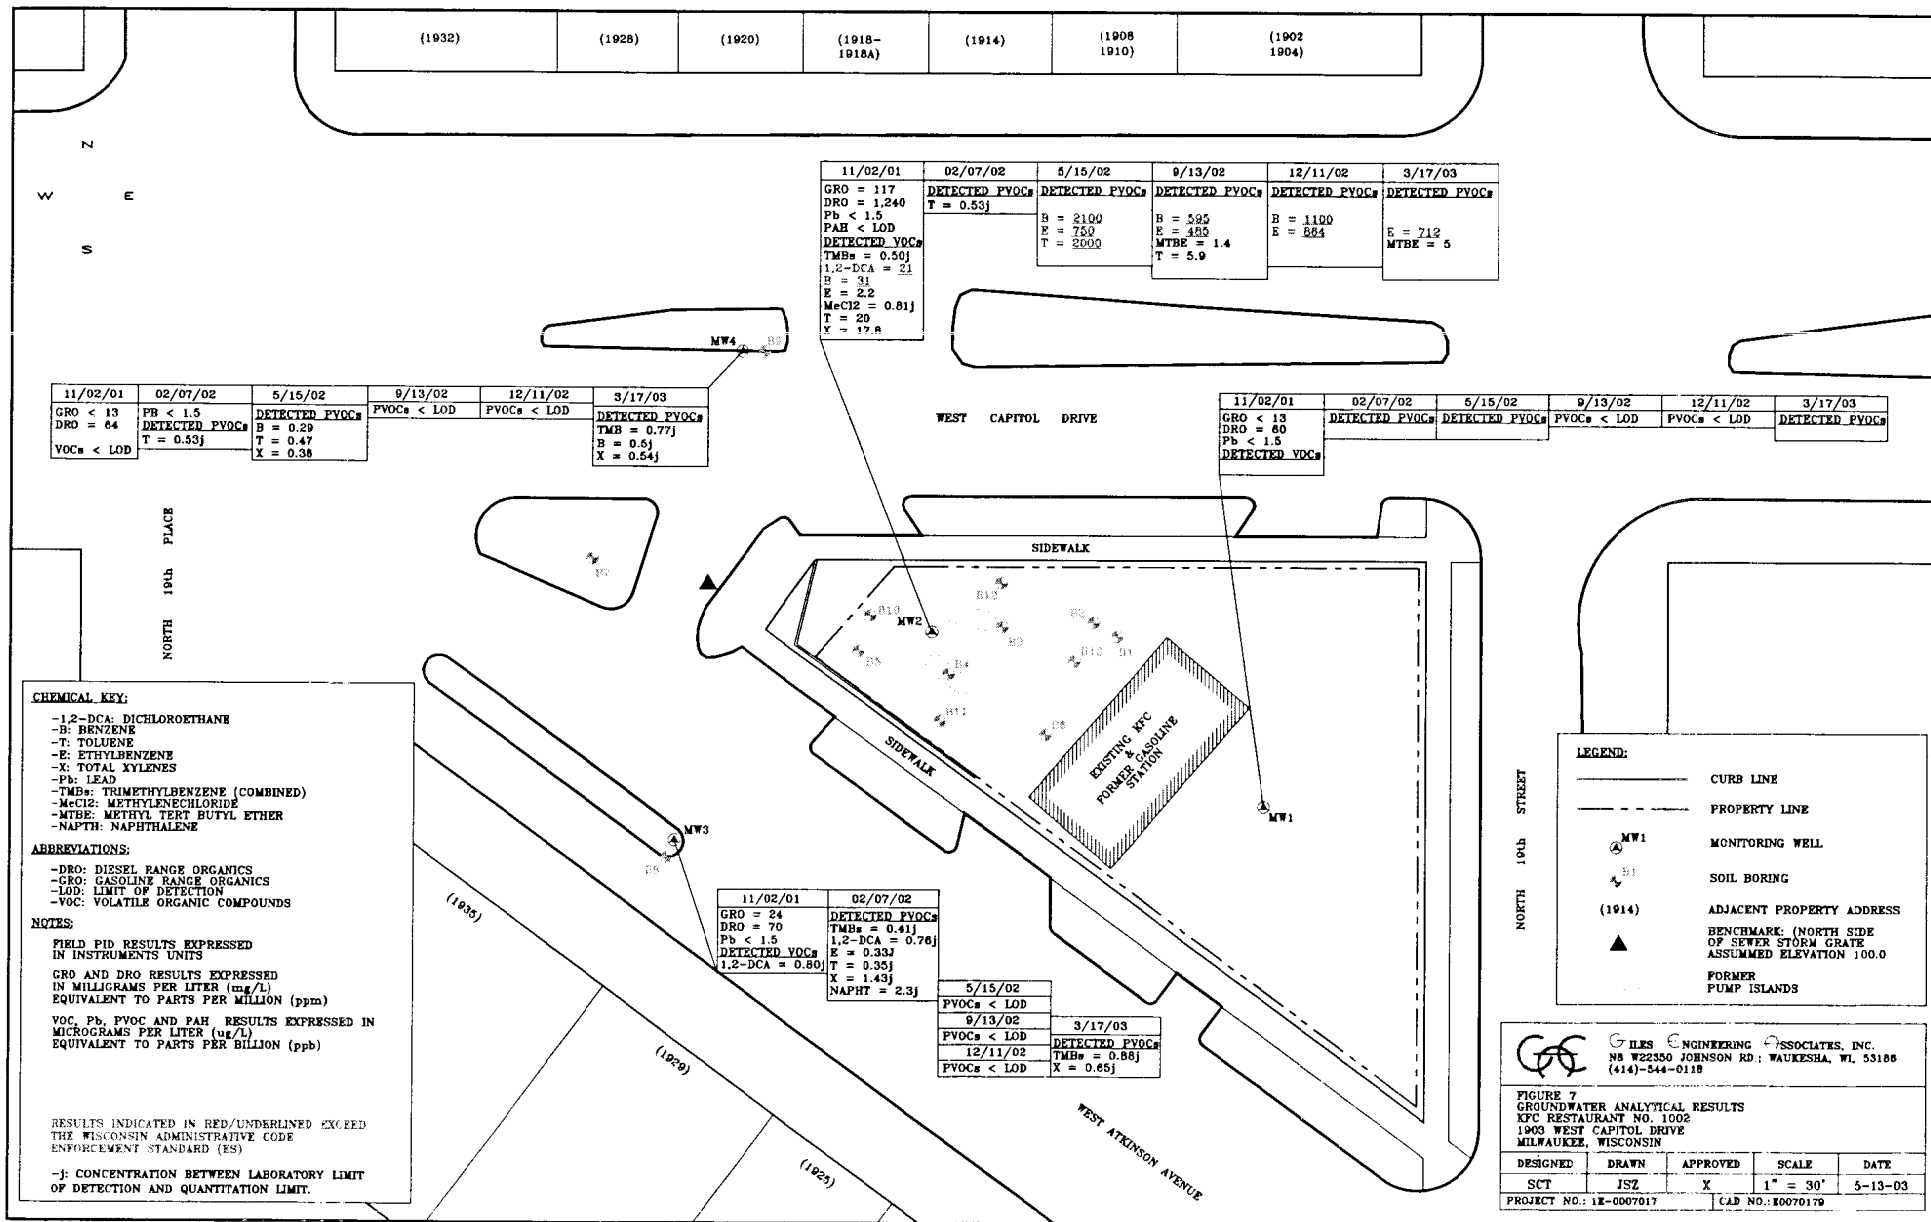 (1932)
(1928)
(1920)
(1918-
1918A)
(1914)
(1908
1910)
(1902
1904)
N
W E
S
11/02/01
GRO = 117
DRO = 1,240
Pb < 1.5
PAH < LOD
DETECTED VOCs
TMBs = 0.50j
1,2-DCA = 21
B = 31
E = 2.2
MeCl2 = 0.81j
T = 20
X = 17.8
02/07/02
DETECTED PVOCs
T = 0.53j
5/15/02
DETECTED PVOCs
B = 2100
E = 750
T = 2000
9/13/02
DETECTED PVOCs
B = 595
E = 485
MTBE = 1.4
T = 5.9
12/11/02
DETECTED PVOCs
B = 1100
E = 884
3/17/03
DETECTED PVOCs
E = 712
MTBE = 5
MW4
B9
11/02/01
GRO < 13
DRO = 64
VOCs < LOD
02/07/02
PB < 1.5
DETECTED PVOCs
T = 0.53j
5/15/02
DETECTED PVOCs
B = 0.29
T = 0.47
X = 0.38
9/13/02
PVOCs < LOD
12/11/02
PVOCs < LOD
3/17/03
DETECTED PVOCs
TMB = 0.77j
B = 0.5j
X = 0.54j
WEST CAPITOL DRIVE
11/02/01
GRO < 13
DRO = 60
Pb < 1.5
DETECTED VOCs
02/07/02
DETECTED PVOCs
5/15/02
DETECTED PVOCs
9/13/02
PVOCs < LOD
12/11/02
PVOCs < LOD
3/17/03
DETECTED PVOCs
NORTH 19th PLACE
B7
SIDEWALK
B10
MW2
B3
B2
B1
B5
B4
B11
B6
EXISTING KFC
&
FORMER GASOLINE
STATION
MW1
SIDEWALK
NORTH 19th STREET
MW3
B8
11/02/01
GRO = 24
DRO = 70
Pb < 1.5
DETECTED VOCs
1,2-DCA = 0.80j
02/07/02
DETECTED PVOCs
TMBs = 0.41j
1,2-DCA = 0.76j
E = 0.33J
T = 0.35j
X = 1.43j
NAPHT = 2.3j
5/15/02
PVOCs < LOD
9/13/02
PVOCs < LOD
12/11/02
PVOCs < LOD
3/17/03
DETECTED PVOCs
TMBs = 0.88j
X = 0.65j
(1935)
(1929)
(1925)
WEST ATKINSON AVENUE
CHEMICAL KEY:
-1,2-DCA: DICHLOROETHANE
-B: BENZENE
-T: TOLUENE
-E: ETHYLBENZENE
-X: TOTAL XYLENES
-Pb: LEAD
-TMBs: TRIMETHYLBENZENE (COMBINED)
-MeCl2: METHYLENECHLORIDE
-MTBE: METHYL TERT BUTYL ETHER
-NAPTH: NAPHTHALENE
ABBREVIATIONS:
-DRO: DIESEL RANGE ORGANICS
-GRO: GASOLINE RANGE ORGANICS
-LOD: LIMIT OF DETECTION
-VOC: VOLATILE ORGANIC COMPOUNDS
NOTES:
FIELD PID RESULTS EXPRESSED
IN INSTRUMENTS UNITS
GRO AND DRO RESULTS EXPRESSED
IN MILLIGRAMS PER LITER (mg/L)
EQUIVALENT TO PARTS PER MILLION (ppm)
VOC, Pb, PVOC AND PAH RESULTS EXPRESSED IN
MICROGRAMS PER LITER (ug/L)
EQUIVALENT TO PARTS PER BILLION (ppb)
RESULTS INDICATED IN RED/UNDERLINED EXCEED
THE WISCONSIN ADMINISTRATIVE CODE
ENFORCEMENT STANDARD (ES)
-j: CONCENTRATION BETWEEN LABORATORY LIMIT
OF DETECTION AND QUANTITATION LIMIT.
LEGEND:
CURB LINE
PROPERTY LINE
MW1 MONITORING WELL
B1 SOIL BORING
(1914) ADJACENT PROPERTY ADDRESS
BENCHMARK: (NORTH SIDE
OF SEWER STORM GRATE
ASSUMMED ELEVATION 100.0
FORMER
PUMP ISLANDS
GILES ENGINEERING ASSOCIATES, INC.
N8 W22350 JOHNSON RD.; WAUKESHA, WI. 53186
(414)-544-0118
FIGURE 7
GROUNDWATER ANALYTICAL RESULTS
KFC RESTAURANT NO. 1002
1903 WEST CAPITOL DRIVE
MILWAUKEE, WISCONSIN
DESIGNED DRAWN APPROVED SCALE DATE
SCT JSZ X 1" = 30' 5-13-03
PROJECT NO.: 1E-0007017 CAD NO.:E0070179